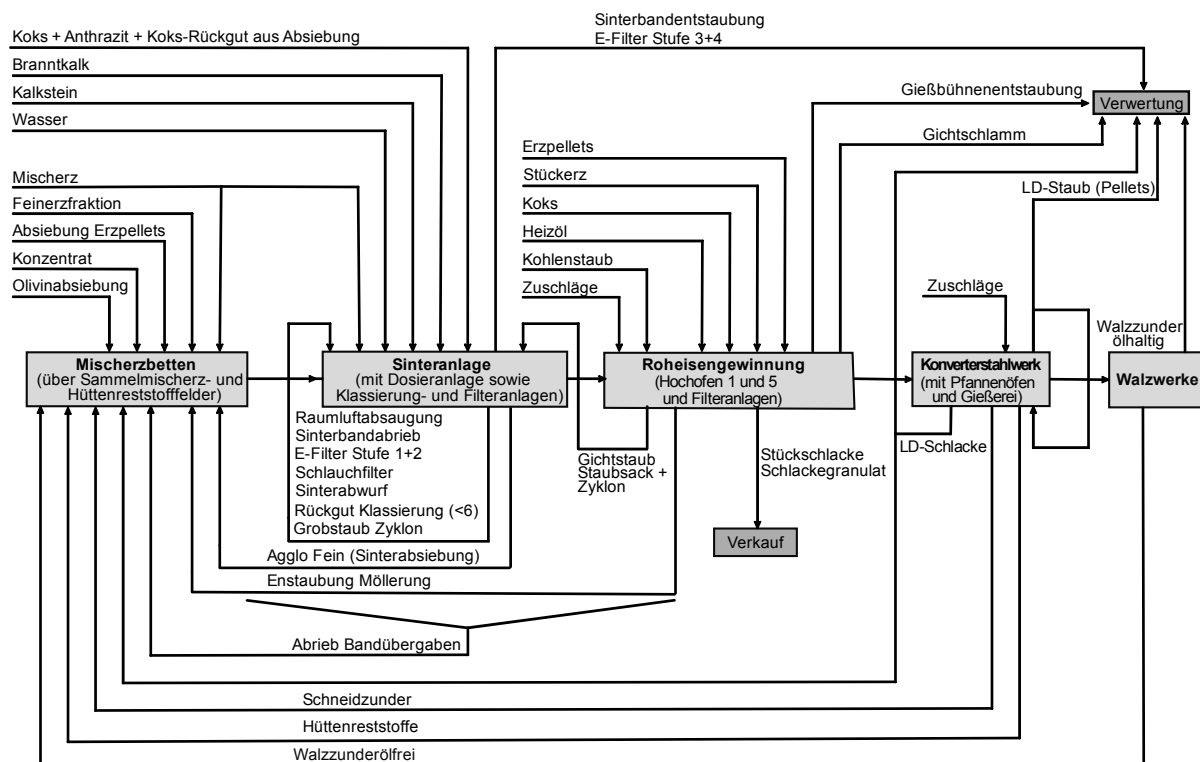 Sinterbandentstaubung
E-Filter Stufe 3+4
Koks + Anthrazit + Koks-Rückgut aus Absiebung
Branntkalk
Kalkstein
Wasser
Gießbühnenentstaubung
Verwertung
Gichtschlamm
Mischerz
Feinerzfraktion
Absiebung Erzpellets
Konzentrat
Olivinabsiebung
Erzpellets
Stückerz
Koks
Heizöl
Kohlenstaub
Zuschläge
LD-Staub (Pellets)
Zuschläge
Walzzunder
ölhaltig
Mischerzbetten
(über Sammelmischerz- und
Hüttenreststofffelder)
Sinteranlage
(mit Dosieranlage sowie
Klassierung- und Filteranlagen)
Roheisengewinnung
(Hochofen 1 und 5
und Filteranlagen)
Konverterstahlwerk
(mit Pfannenöfen
und Gießerei)
Walzwerke
Raumluftabsaugung
Sinterbandabrieb
E-Filter Stufe 1+2
Schlauchfilter
Sinterabwurf
Rückgut Klassierung (<6)
Grobstaub Zyklon
Gichtstaub
Staubsack +
Zyklon
Stückschlacke
Schlackegranulat
LD-Schlacke
Verkauf
Agglo Fein (Sinterabsiebung)
Enstaubung Möllerung
Abrieb Bandübergaben
Schneidzunder
Hüttenreststoffe
Walzzunderölfrei